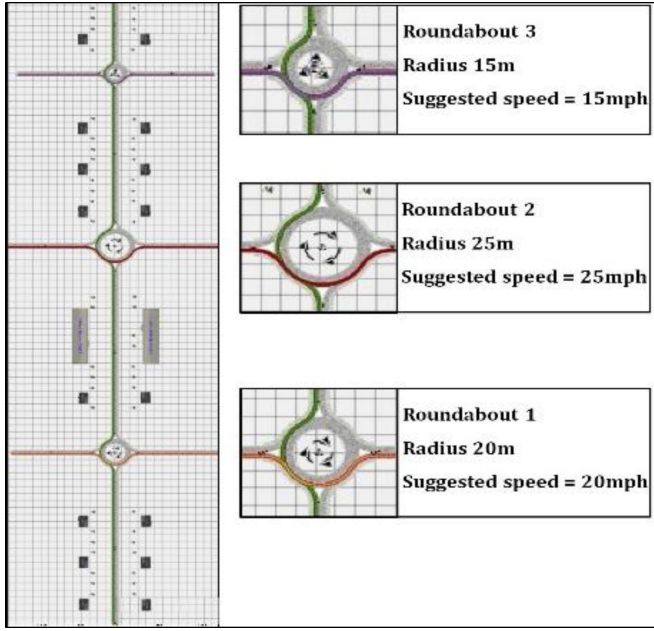 Roundabout 3
Radius 15m
Suggested speed = 15mph
Roundabout 2
Radius 25m
Suggested speed = 25mph
Roundabout 1
Radius 20m
Suggested speed = 20mph